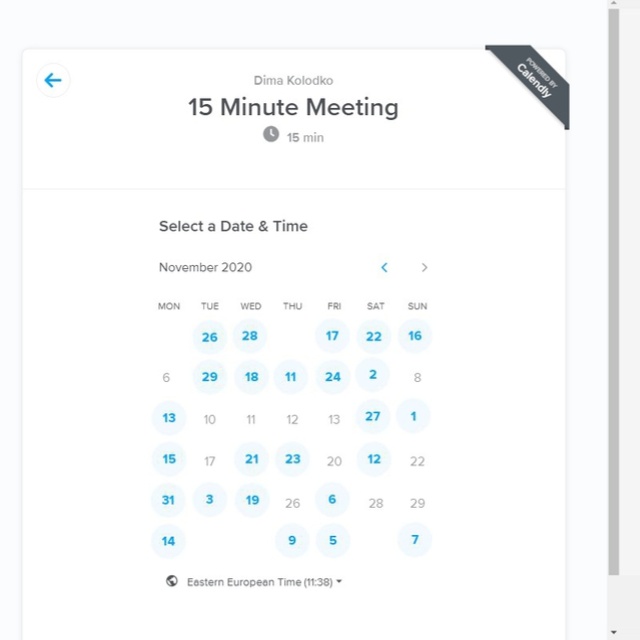 POWERED BY
Calendly
Dima Kolodko
15 Minute Meeting
15 min
Select a Date & Time
November 2020
MON TUE WED THU FRI SAT SUN
26 28 17 22 16
6 29 18 11 24 2 8
13 10 11 12 13 27 1
15 17 21 23 20 12 22
31 3 19 26 6 28 29
14 9 5 7
Eastern European Time (11:38)